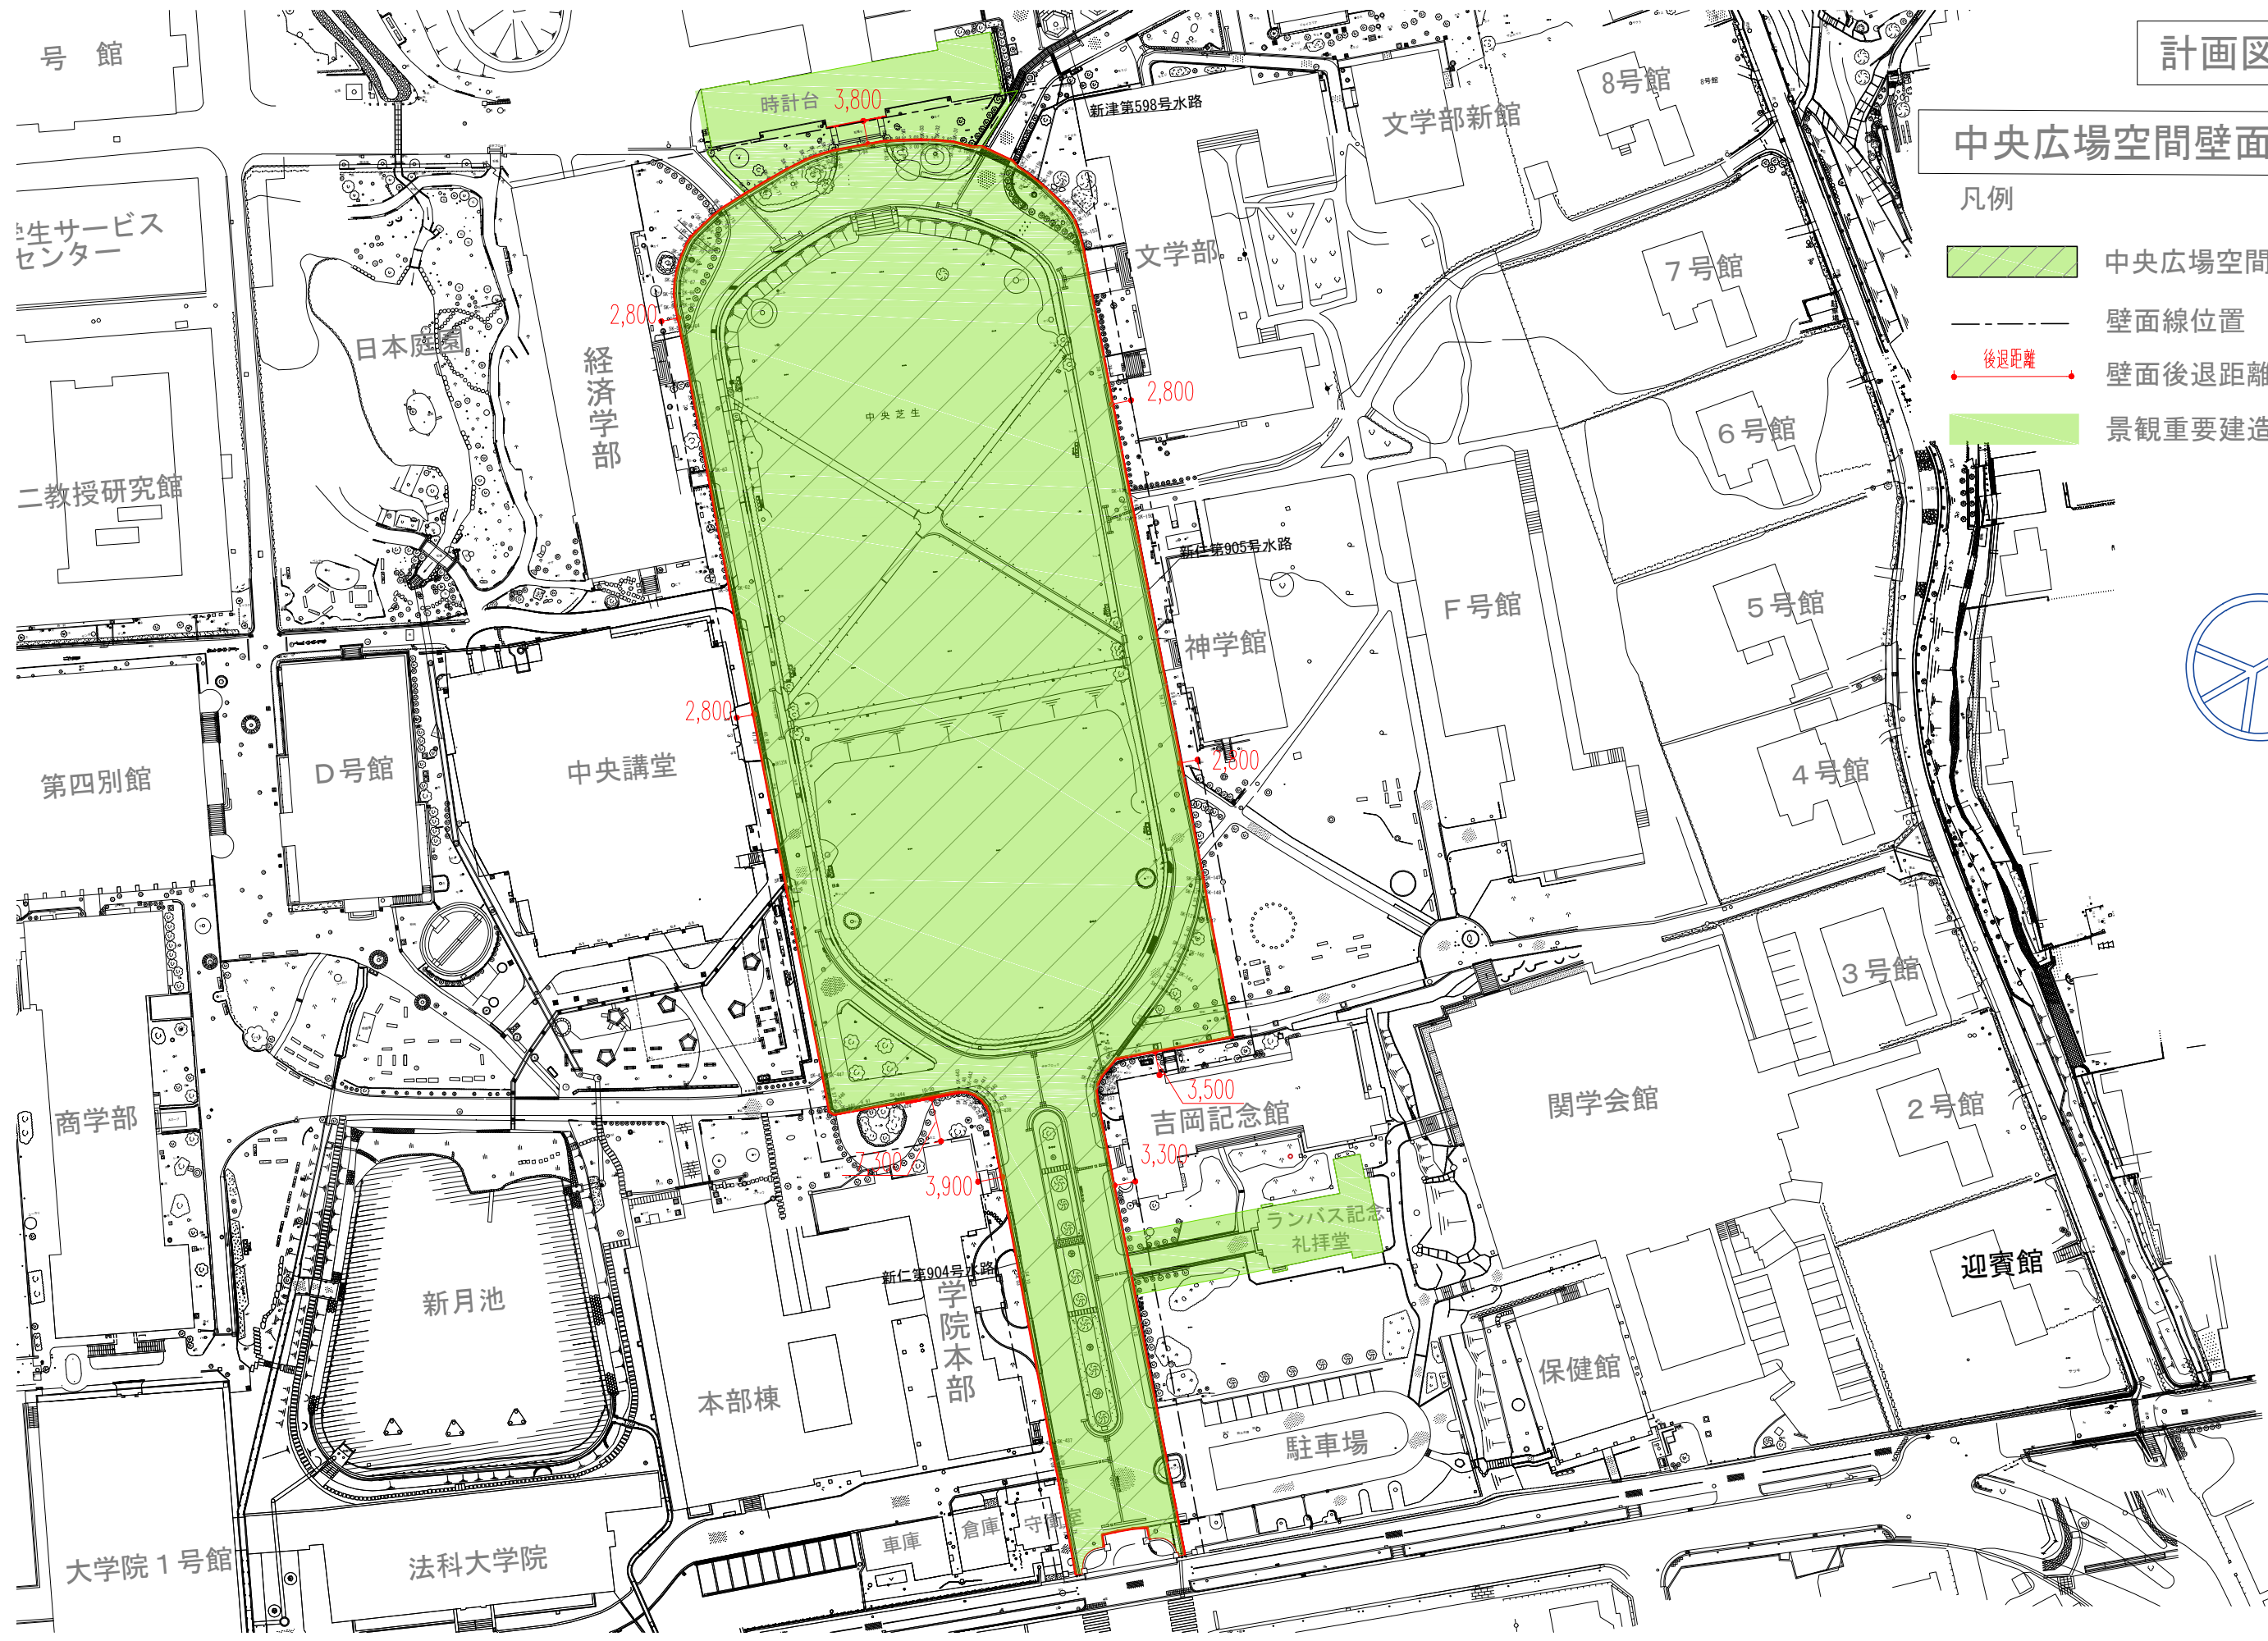 計画図
中央広場空間壁面
凡例
中央広場空間
壁面線位置
後退距離
壁面後退距離
景観重要建造
号 館
時計台
3,800
新津第598号水路
文学部新館
8号館
8号館
学生サービス
センター
日本庭園
2,800
経済学部
文学部
7号館
中央芝生
2,800
6号館
二教授研究館
新仁第905号水路
神学館
F号館
5号館
第四別館
D号館
中央講堂
2,800
2,800
4号館
3号館
商学部
3,500
吉岡記念館
関学会館
2号館
7,300
3,900
3,300
ランバス記念
礼拝堂
迎賓館
新月池
新仁第904号水路
学院本部
本部棟
保健館
駐車場
大学院1号館
法科大学院
車庫
倉庫
守衛室